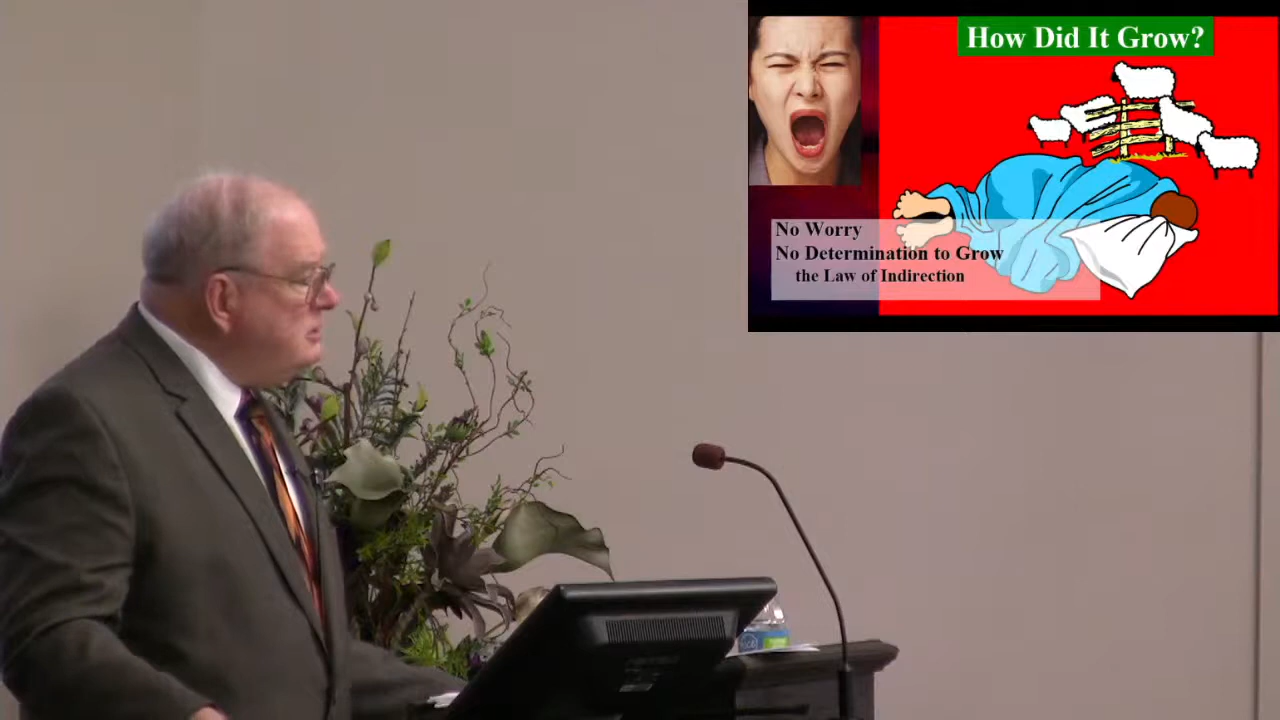 How Did It Grow?
No Worry
No Determination to Grow
the Law of Indirection